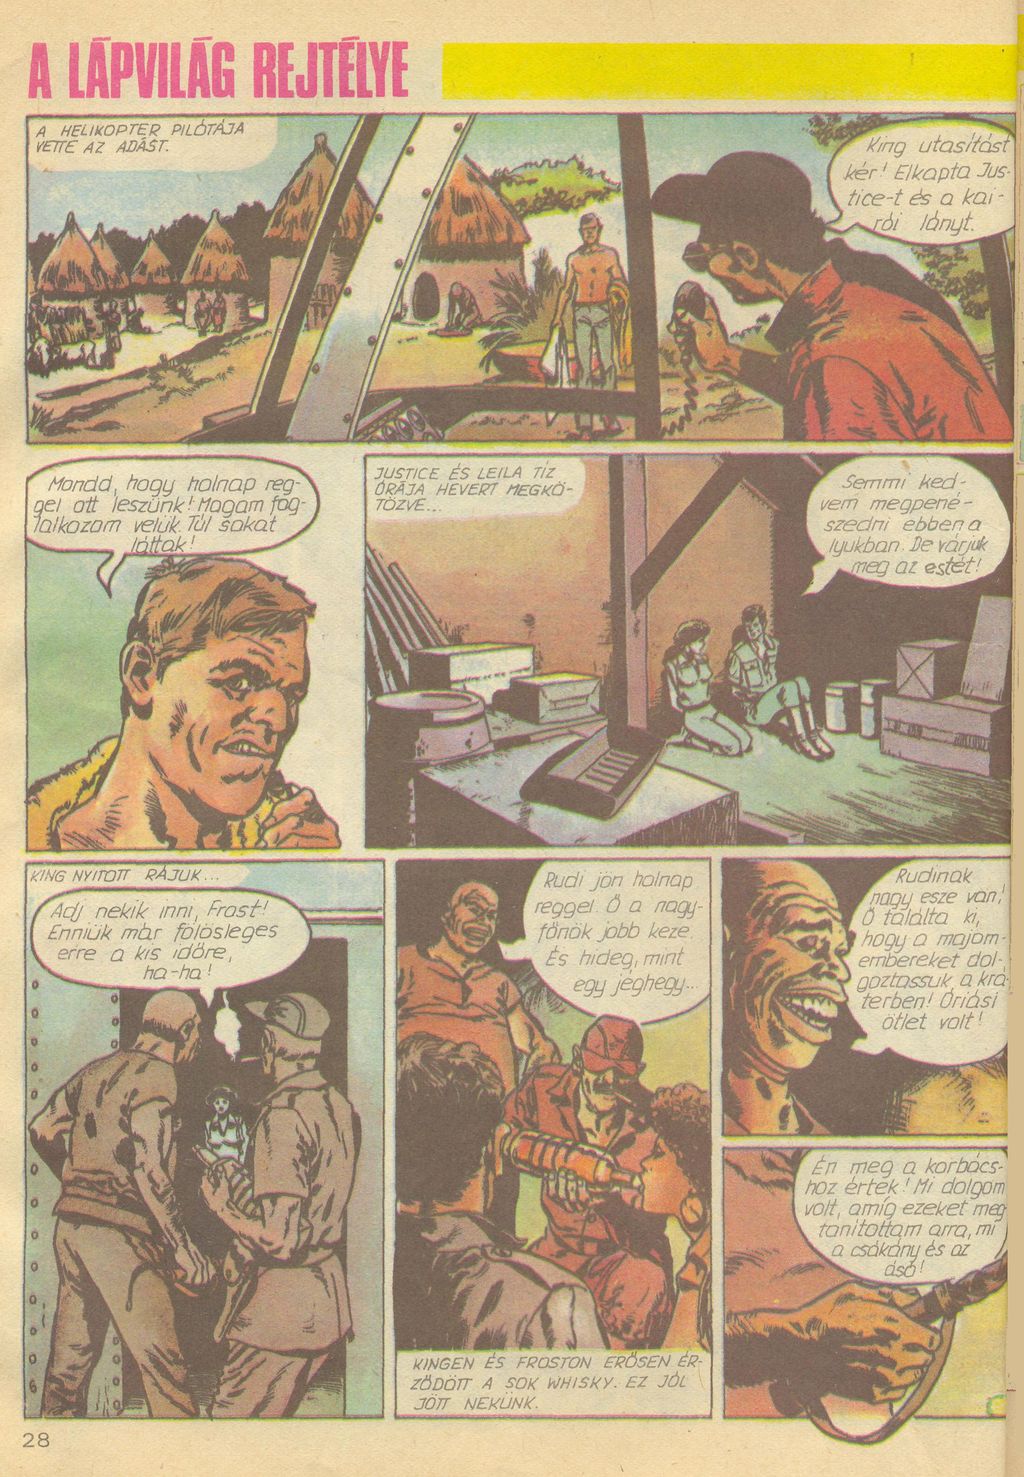 A LÁPVILÁG REJTÉLYE
A HELIKOPTER PILÓTÁJA
VETTE AZ ADÁST.
King utasítást
kér! Elkapta Jus-
tice-t és a kai-
rói lányt.
Mondd, hogy holnap reg-
gel ott leszünk! Magam fog-
lalkozom velük. Túl sokat
láttak!
JUSTICE ÉS LEILA TÍZ
ÓRÁJA HEVERT MEGKÖ-
TÖZVE...
Semmi ked-
vem megpené-
szedni ebben a
lyukban. De várjuk
meg az estét!
KING NYITOTT RÁJUK...
Adj nekik inni, Frost!
Enniük már fölösleges
erre a kis időre,
ha-ha!
Rudi jön holnap
reggel. Ő a nagy-
főnök jobb keze.
És hideg, mint
egy jéghegy...
KINGEN ÉS FROSTON ERŐSEN ÉR-
ZŐDÖTT A SOK WHISKY. EZ JÓL
JÖTT NEKÜNK.
Rudinak
nagy esze van!
Ő találta ki,
hogy a majom-
embereket dol-
goztassuk a krá-
terben! Óriási
ötlet volt!
Én meg a korbács-
hoz értek! Mi dolgom
volt, amíg ezeket meg-
tanítottam arra, mi
a csákány és az
ásó!
28